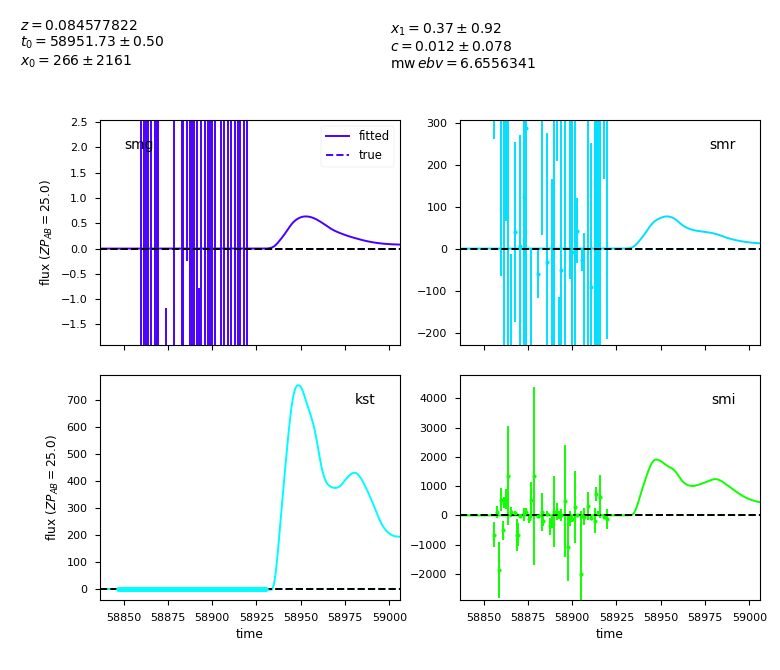 z = 0.084577822
t₀ = 58951.73 ± 0.50
x₀ = 266 ± 2161
x₁ = 0.37 ± 0.92
c = 0.012 ± 0.078
mw ebv = 6.6556341
smg
fitted
true
2.5
2.0
1.5
1.0
0.5
0.0
−0.5
−1.0
−1.5
flux (ZP_AB = 25.0)
smr
300
200
100
0
−100
−200
kst
700
600
500
400
300
200
100
0
flux (ZP_AB = 25.0)
58850 58875 58900 58925 58950 58975 59000
time
smi
4000
3000
2000
1000
0
−1000
−2000
58850 58875 58900 58925 58950 58975 59000
time